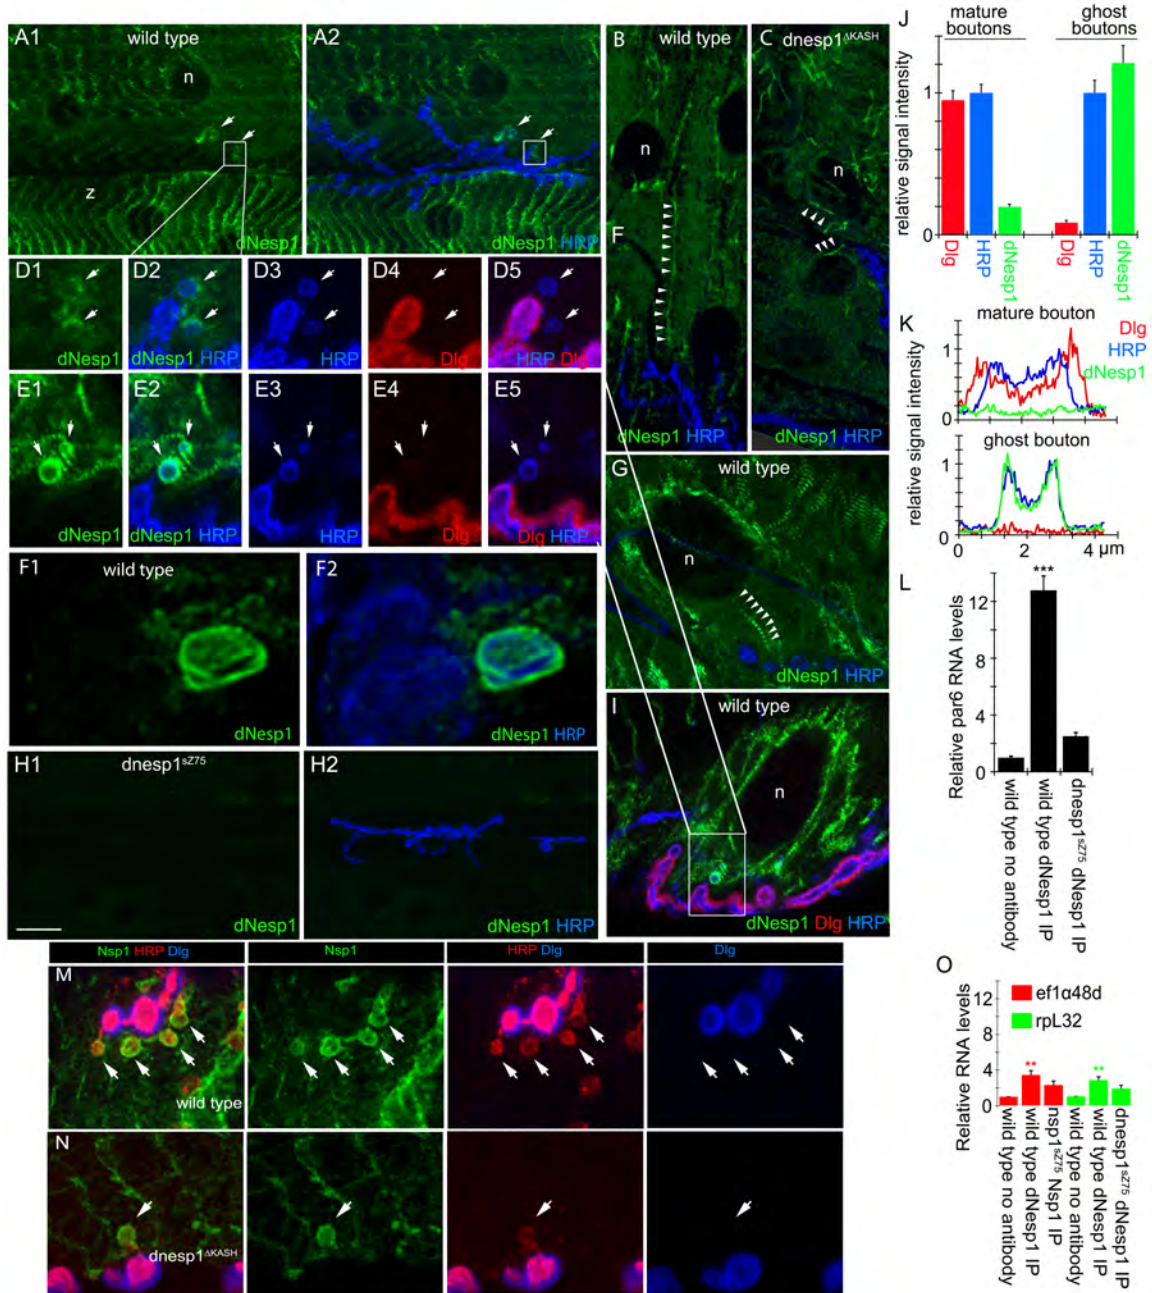 A1 wild type
n
z
dNesp1
A2
dNesp1 HRP
B wild type
n
F
dNesp1 HRP
C dnesp1ΔKASH
n
dNesp1 HRP
D1
dNesp1
D2
dNesp1 HRP
D3
HRP
D4
Dlg
D5
HRP Dlg
E1
dNesp1
E2
dNesp1 HRP
E3
HRP
E4
Dlg
E5
Dlg HRP
F1 wild type
dNesp1
F2
dNesp1 HRP
G wild type
n
dNesp1 HRP
H1 dnesp1sZ75
dNesp1
H2
dNesp1 HRP
I wild type
n
dNesp1 Dlg HRP
J
mature boutons
ghost boutons
relative signal intensity
1
0
Dlg
HRP
dNesp1
Dlg
HRP
dNesp1
K
mature bouton
Dlg
HRP
dNesp1
relative signal intensity
1
0
ghost bouton
relative signal intensity
1
0
0 2 4 μm
L
Relative par6 RNA levels
12
8
4
0
***
wild type no antibody
wild type dNesp1 IP
dnesp1sZ75 dNesp1 IP
Nsp1 HRP Dlg
Nsp1
HRP Dlg
Dlg
M
wild type
N
dnesp1ΔKASH
O
ef1α48d
rpL32
Relative RNA levels
12
8
4
0
**
**
wild type no antibody
wild type dNesp1 IP
nsp1sZ75 Nsp1 IP
wild type no antibody
wild type dNesp1 IP
dnesp1sZ75 dNesp1 IP